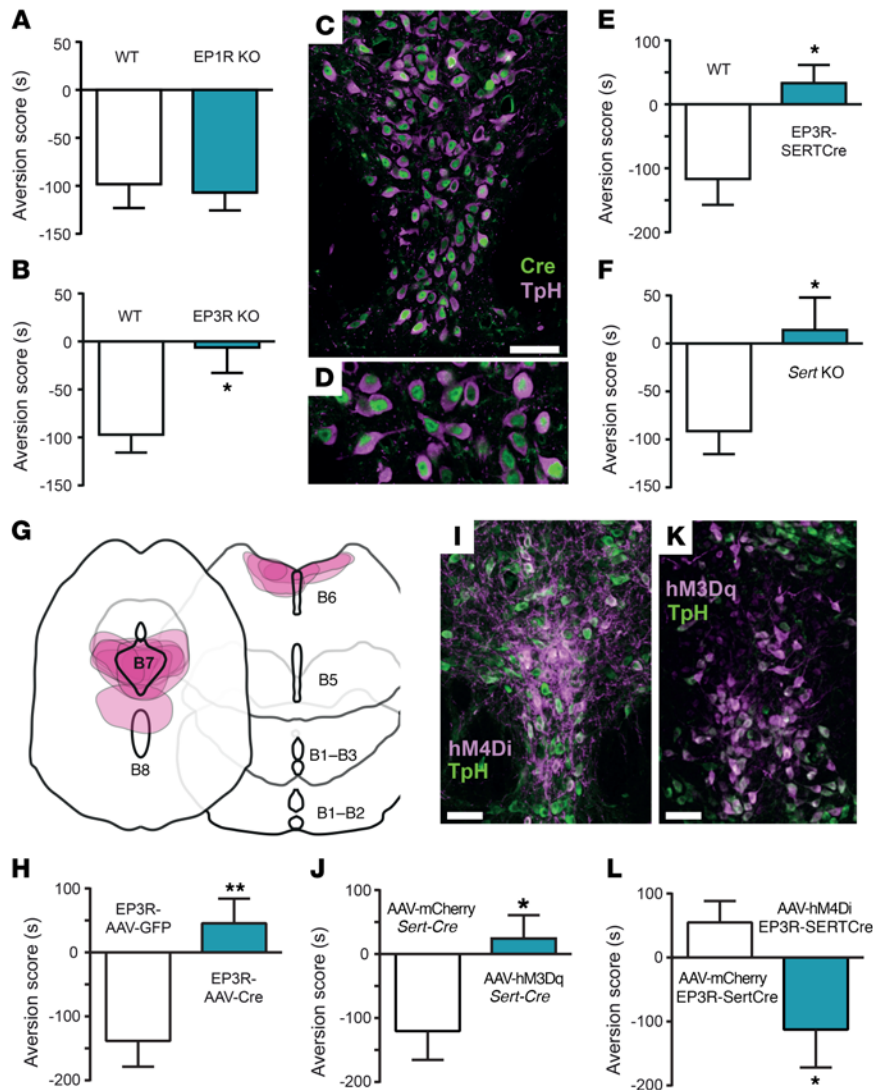 A
Aversion score (s)
50
0
-50
-100
-150
WT
EP1R KO
B
Aversion score (s)
50
0
-50
-100
-150
WT
EP3R KO
*
C
Cre
TpH
D
E
Aversion score (s)
100
0
-100
-200
WT
*
EP3R-
SERTCre
F
Aversion score (s)
50
0
-50
-100
-150
WT
*
Sert KO
G
B7
B8
B6
B5
B1–B3
B1–B2
I
hM4Di
TpH
K
hM3Dq
TpH
H
Aversion score (s)
100
0
-100
-200
EP3R-
AAV-GFP
**
EP3R-
AAV-Cre
J
Aversion score (s)
100
0
-100
-200
AAV-mCherry
Sert-Cre
*
AAV-hM3Dq
Sert-Cre
L
Aversion score (s)
100
0
-100
-200
AAV-hM4Di
EP3R-SERTCre
AAV-mCherry
EP3R-SertCre
*